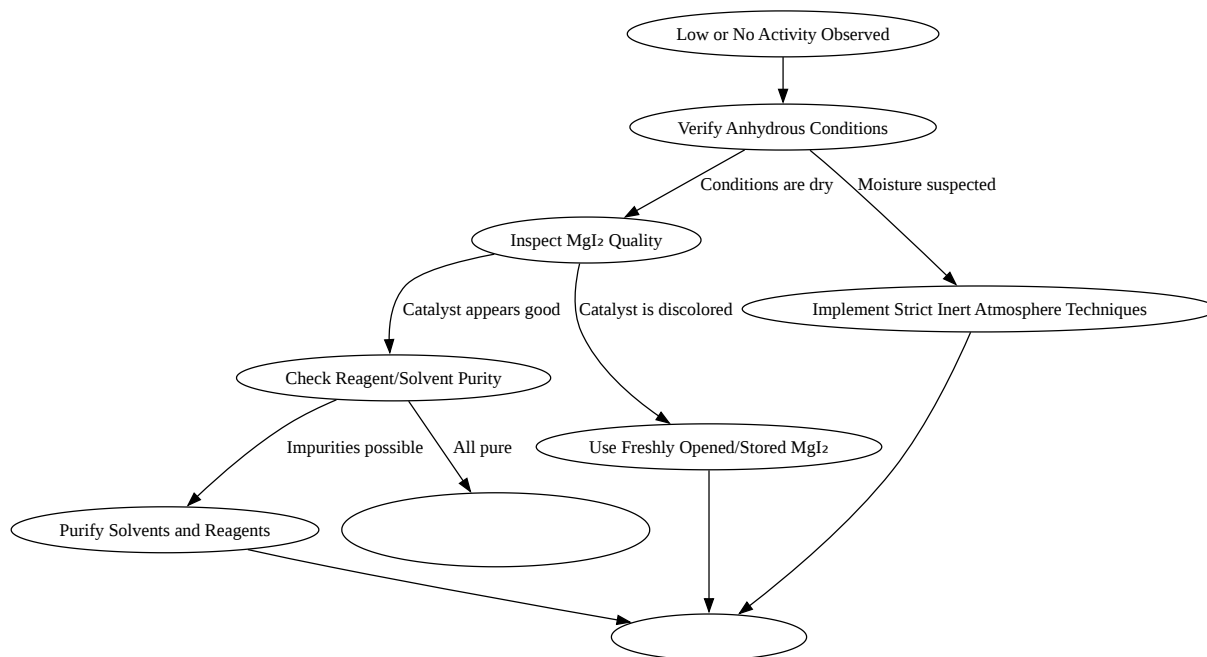 Low or No Activity Observed
Verify Anhydrous Conditions
Conditions are dry
Moisture suspected
Inspect MgI₂ Quality
Catalyst appears good
Catalyst is discolored
Implement Strict Inert Atmosphere Techniques
Check Reagent/Solvent Purity
Impurities possible
All pure
Use Freshly Opened/Stored MgI₂
Purify Solvents and Reagents